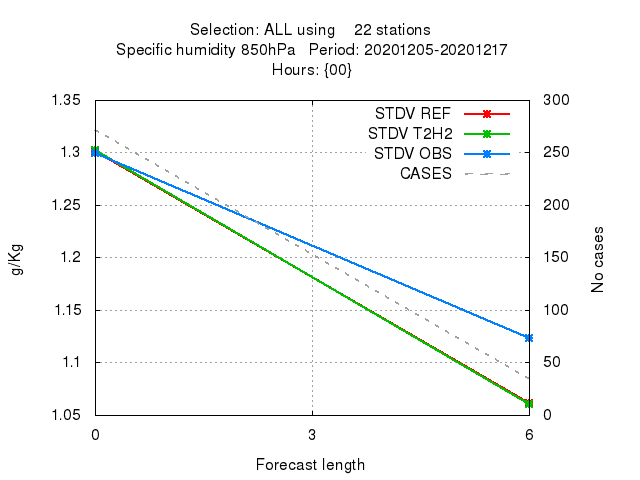 Selection: ALL using    22 stations
Specific humidity 850hPa   Period: 20201205-20201217
Hours: {00}
1.35
1.3
1.25
1.2
1.15
1.1
1.05
g/Kg
STDV REF
STDV T2H2
STDV OBS
CASES
300
250
200
150
100
50
0
No cases
0 3 6
Forecast length